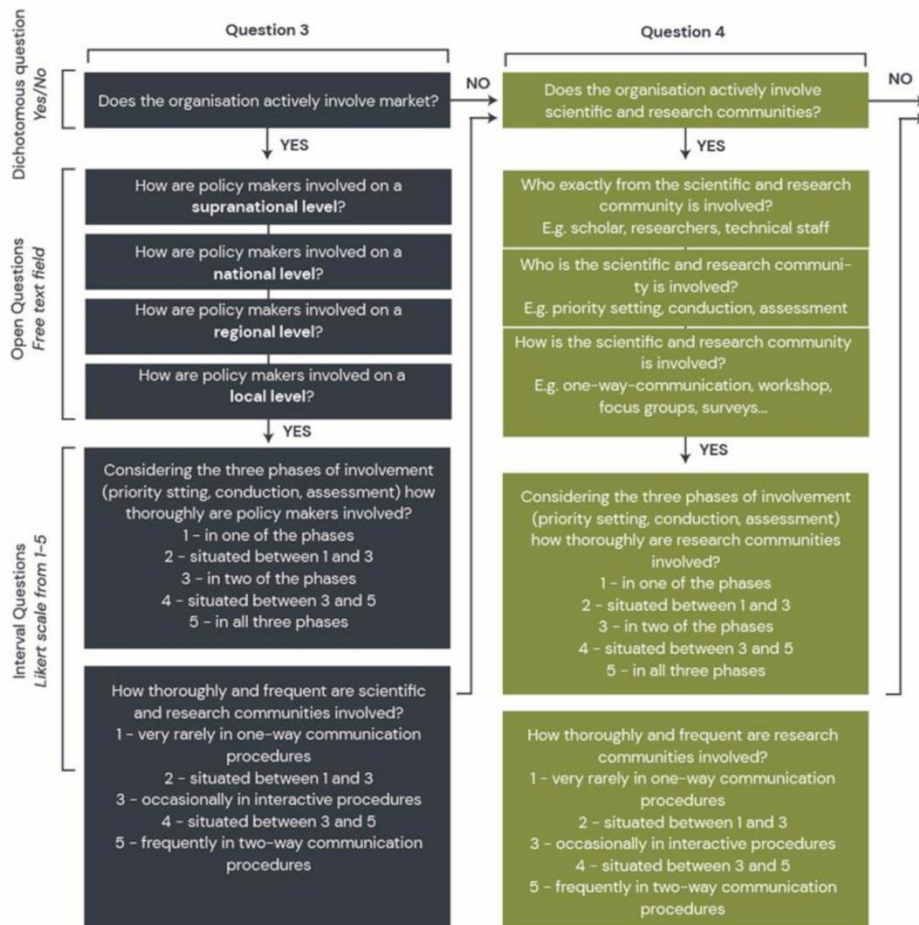 Question 3
Question 4
Dichotomous question
Yes/No
Does the organisation actively involve market?
NO
Does the organisation actively involve
scientific and research communities?
NO
YES
YES
Open Questions
Free text field
How are policy makers involved on a
supranational level?
How are policy makers involved on a
national level?
How are policy makers involved on a
regional level?
How are policy makers involved on a
local level?
YES
Who exactly from the scientific and research
community is involved?
E.g. scholar, researchers, technical staff
Who is the scientific and research communi-
ty is involved?
E.g. priority setting, conduction, assessment
How is the scientific and research community
is involved?
E.g. one-way-communication, workshop,
focus groups, surveys...
YES
Interval Questions
Likert scale from 1-5
Considering the three phases of involvement
(priority stting, conduction, assessment) how
thoroughly are policy makers involved?
1 - in one of the phases
2 - situated between 1 and 3
3 - in two of the phases
4 - situated between 3 and 5
5 - in all three phases
Considering the three phases of involvement
(priority setting, conduction, assessment)
how thoroughly are research communities
involved?
1 - in one of the phases
2 - situated between 1 and 3
3 - in two of the phases
4 - situated between 3 and 5
5 - in all three phases
How thoroughly and frequent are scientific
and research communities involved?
1 - very rarely in one-way communication
procedures
2 - situated between 1 and 3
3 - occasionally in interactive procedures
4 - situated between 3 and 5
5 - frequently in two-way communication
procedures
How thoroughly and frequent are research
communities involved?
1 - very rarely in one-way communication
procedures
2 - situated between 1 and 3
3 - occasionally in interactive procedures
4 - situated between 3 and 5
5 - frequently in two-way communication
procedures